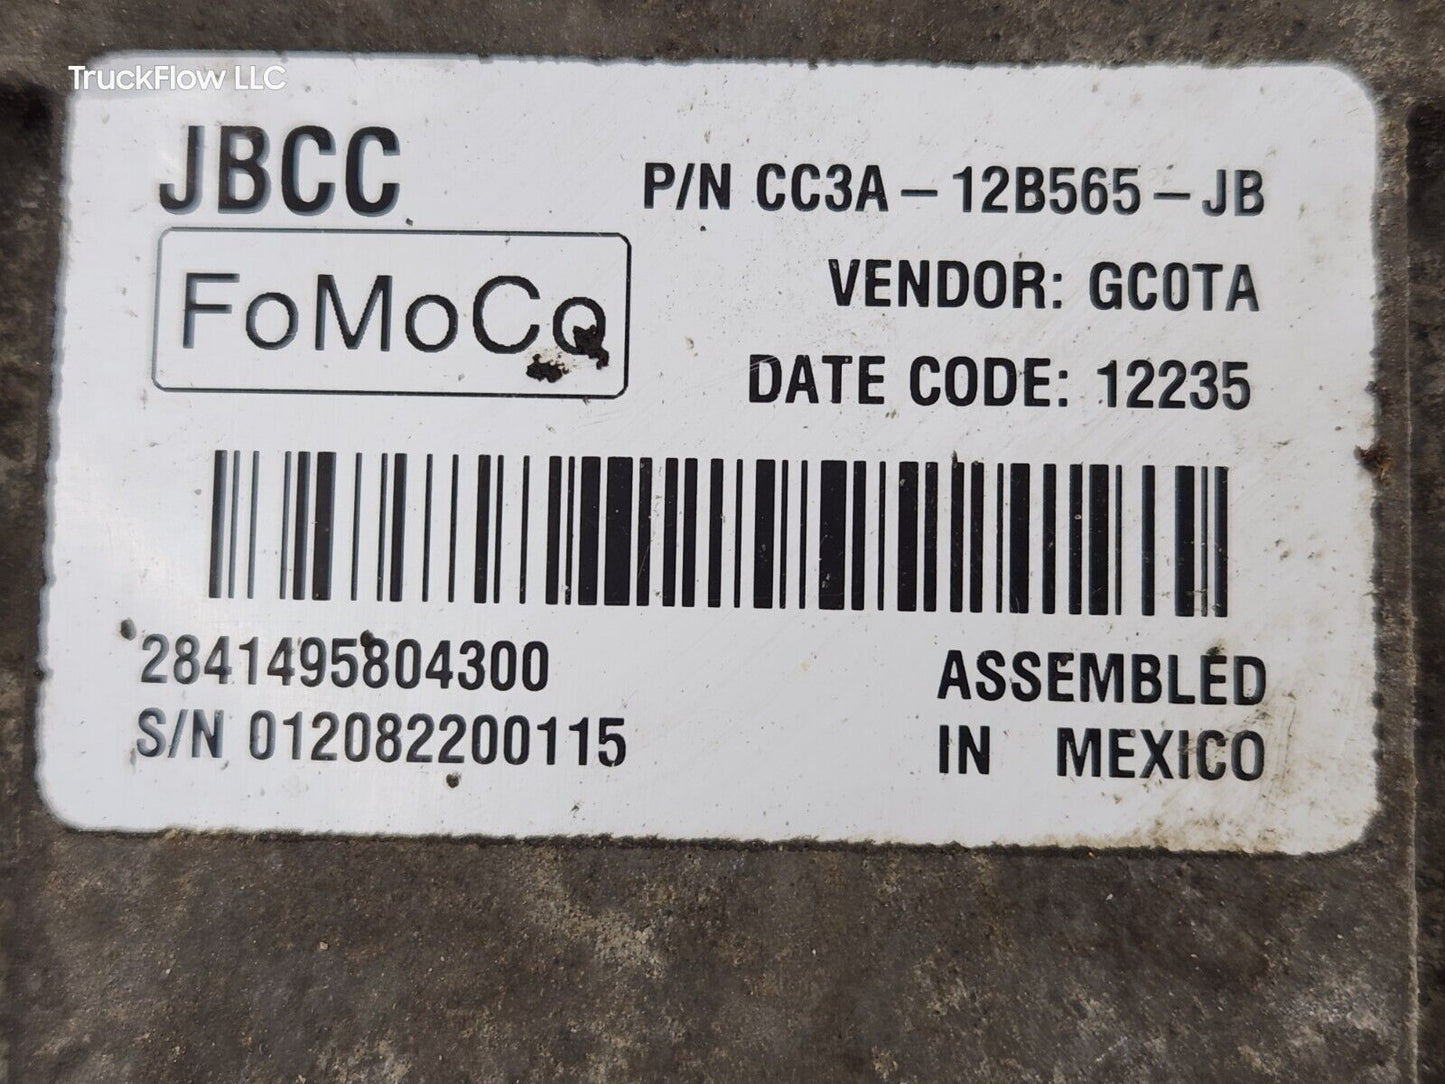 TruckFlow LLC
JBCC
P/N CC3A-12B565-JB
FoMoCo
VENDOR: GC0TA
DATE CODE: 12235
2841495804300
S/N 012082200115
ASSEMBLED
IN MEXICO